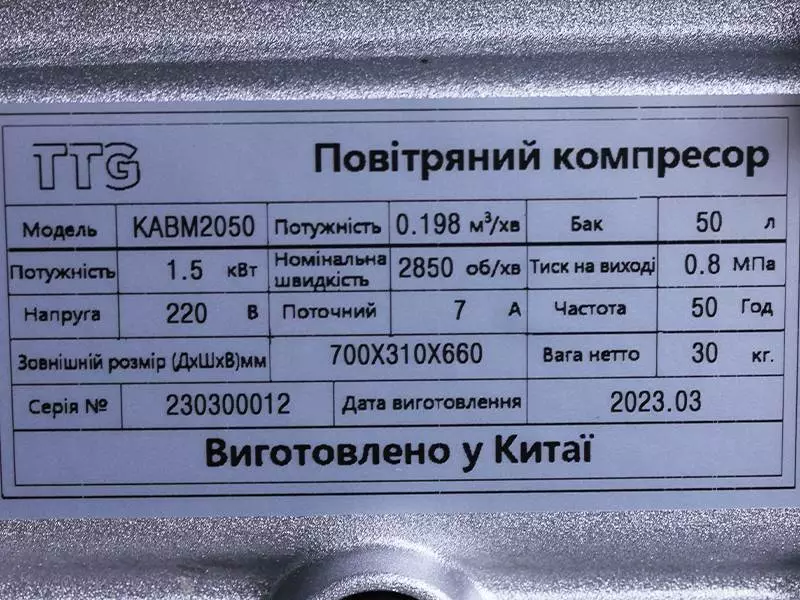 TTG Повітряний компресор
Модель KABM2050 Потужність 0.198 м³/хв Бак 50 л
Потужність 1.5 кВт Номінальна швидкість 2850 об/хв Тиск на виході 0.8 МПа
Напруга 220 В Поточний 7 А Частота 50 Год
Зовнішній розмір (ДхШхВ)мм 700X310X660 Вага нетто 30 кг.
Серія № 230300012 Дата виготовлення 2023.03
Виготовлено у Китаї